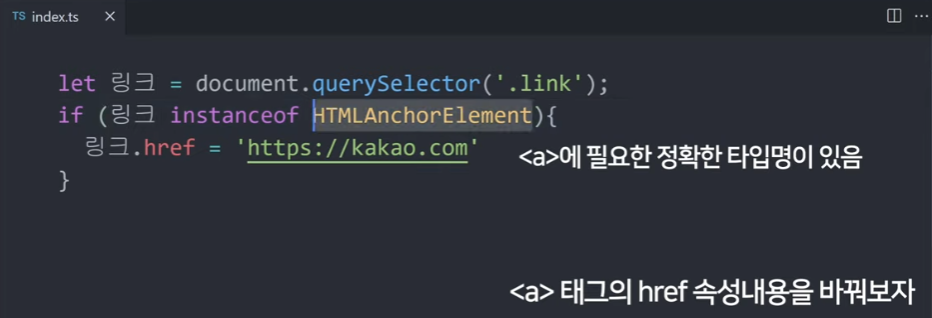 TS index.ts ×
let 링크 = document.querySelector('.link');
if (링크 instanceof HTMLAnchorElement){
링크.href = 'https://kakao.com'
<a>에 필요한 정확한 타입명이 있음
}
<a> 태그의 href 속성내용을 바꿔보자